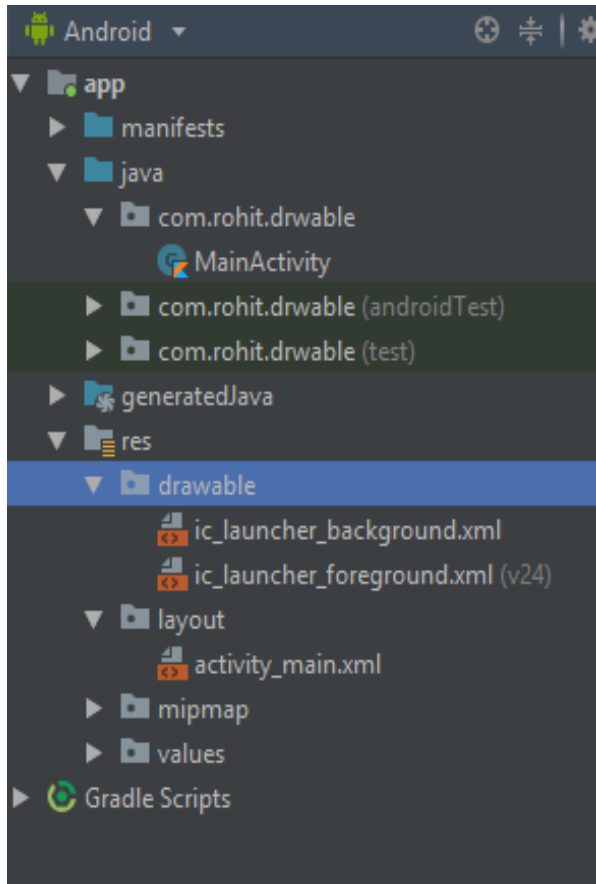 Android
app
manifests
java
com.rohit.drwable
MainActivity
com.rohit.drwable (androidTest)
com.rohit.drwable (test)
generatedJava
res
drawable
ic_launcher_background.xml
ic_launcher_foreground.xml (v24)
layout
activity_main.xml
mipmap
values
Gradle Scripts